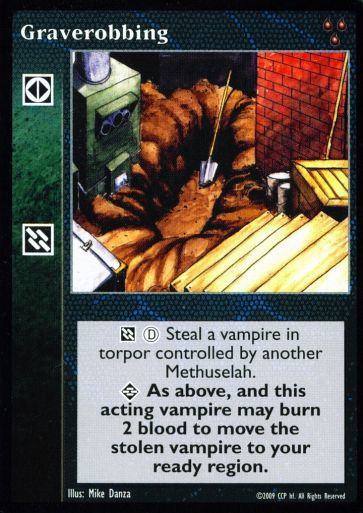 Graverobbing
D Steal a vampire in
torpor controlled by another
Methuselah.
As above, and this
acting vampire may burn
2 blood to move the
stolen vampire to your
ready region.
Illus: Mike Danza
©2009 CCP hf. All Rights Reserved